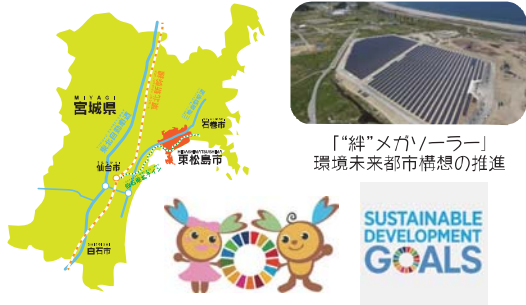 MIYAGI
宮城県
石巻市
HIGASHIMATSUSHIMA
東松島市
仙台市
白石市
「“絆”メガソーラー」
環境未来都市構想の推進
SUSTAINABLE
DEVELOPMENT
GOALS